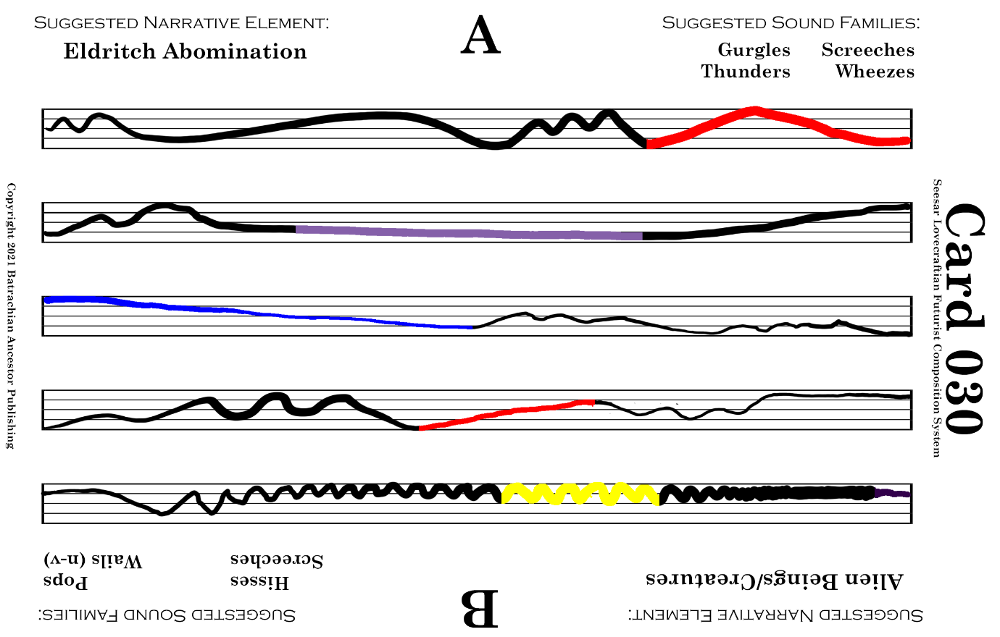 SUGGESTED NARRATIVE ELEMENT:
Eldritch Abomination
A
SUGGESTED SOUND FAMILIES:
Gurgles Screeches
Thunders Wheezes
Copyright 2021 Batrachian Ancestor Publishing
Card 030
Seesar Lovecraftian Futurist Composition System
B
SUGGESTED NARRATIVE ELEMENT:
Alien Beings/Creatures
SUGGESTED SOUND FAMILIES:
Hisses Pops
Screeches Wails (n-v)